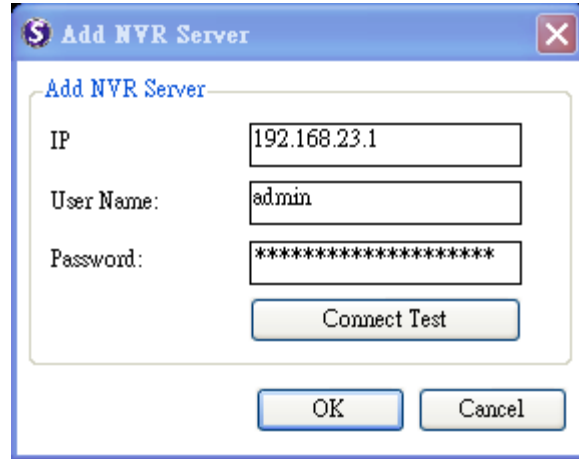 S Add NVR Server
Add NVR Server
IP 192.168.23.1
User Name: admin
Password: ********************
Connect Test
OK Cancel